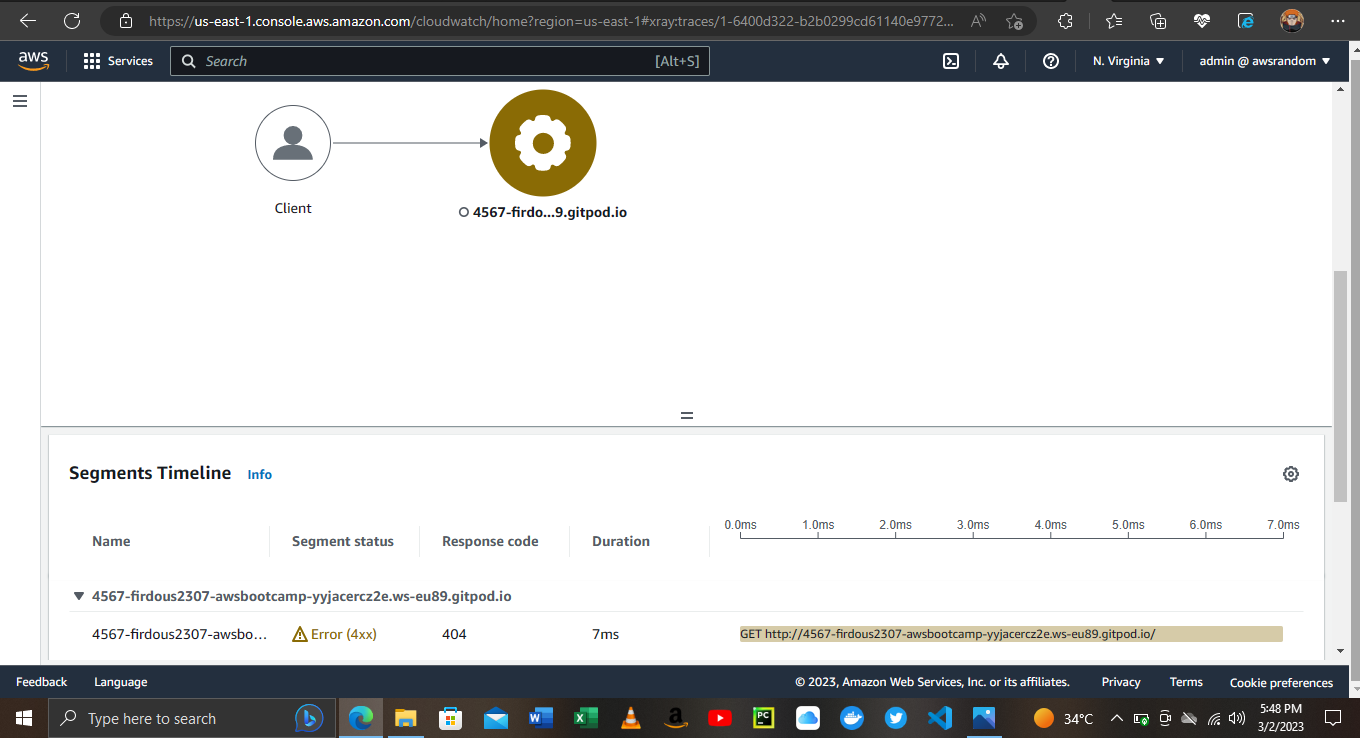 https://us-east-1.console.aws.amazon.com/cloudwatch/home?region=us-east-1#xray:traces/1-6400d322-b2b0299cd61140e9772...
aws Services Search [Alt+S] N. Virginia ▼ admin @ awsrandom ▼
Client
4567-firdo...9.gitpod.io
Segments Timeline Info
0.0ms 1.0ms 2.0ms 3.0ms 4.0ms 5.0ms 6.0ms 7.0ms
Name Segment status Response code Duration
4567-firdous2307-awsbootcamp-yyjacercz2e.ws-eu89.gitpod.io
4567-firdous2307-awsbo... Error (4xx) 404 7ms GET http://4567-firdous2307-awsbootcamp-yyjacercz2e.ws-eu89.gitpod.io/
Feedback Language © 2023, Amazon Web Services, Inc. or its affiliates. Privacy Terms Cookie preferences
Type here to search 34°C 5:48 PM
3/2/2023